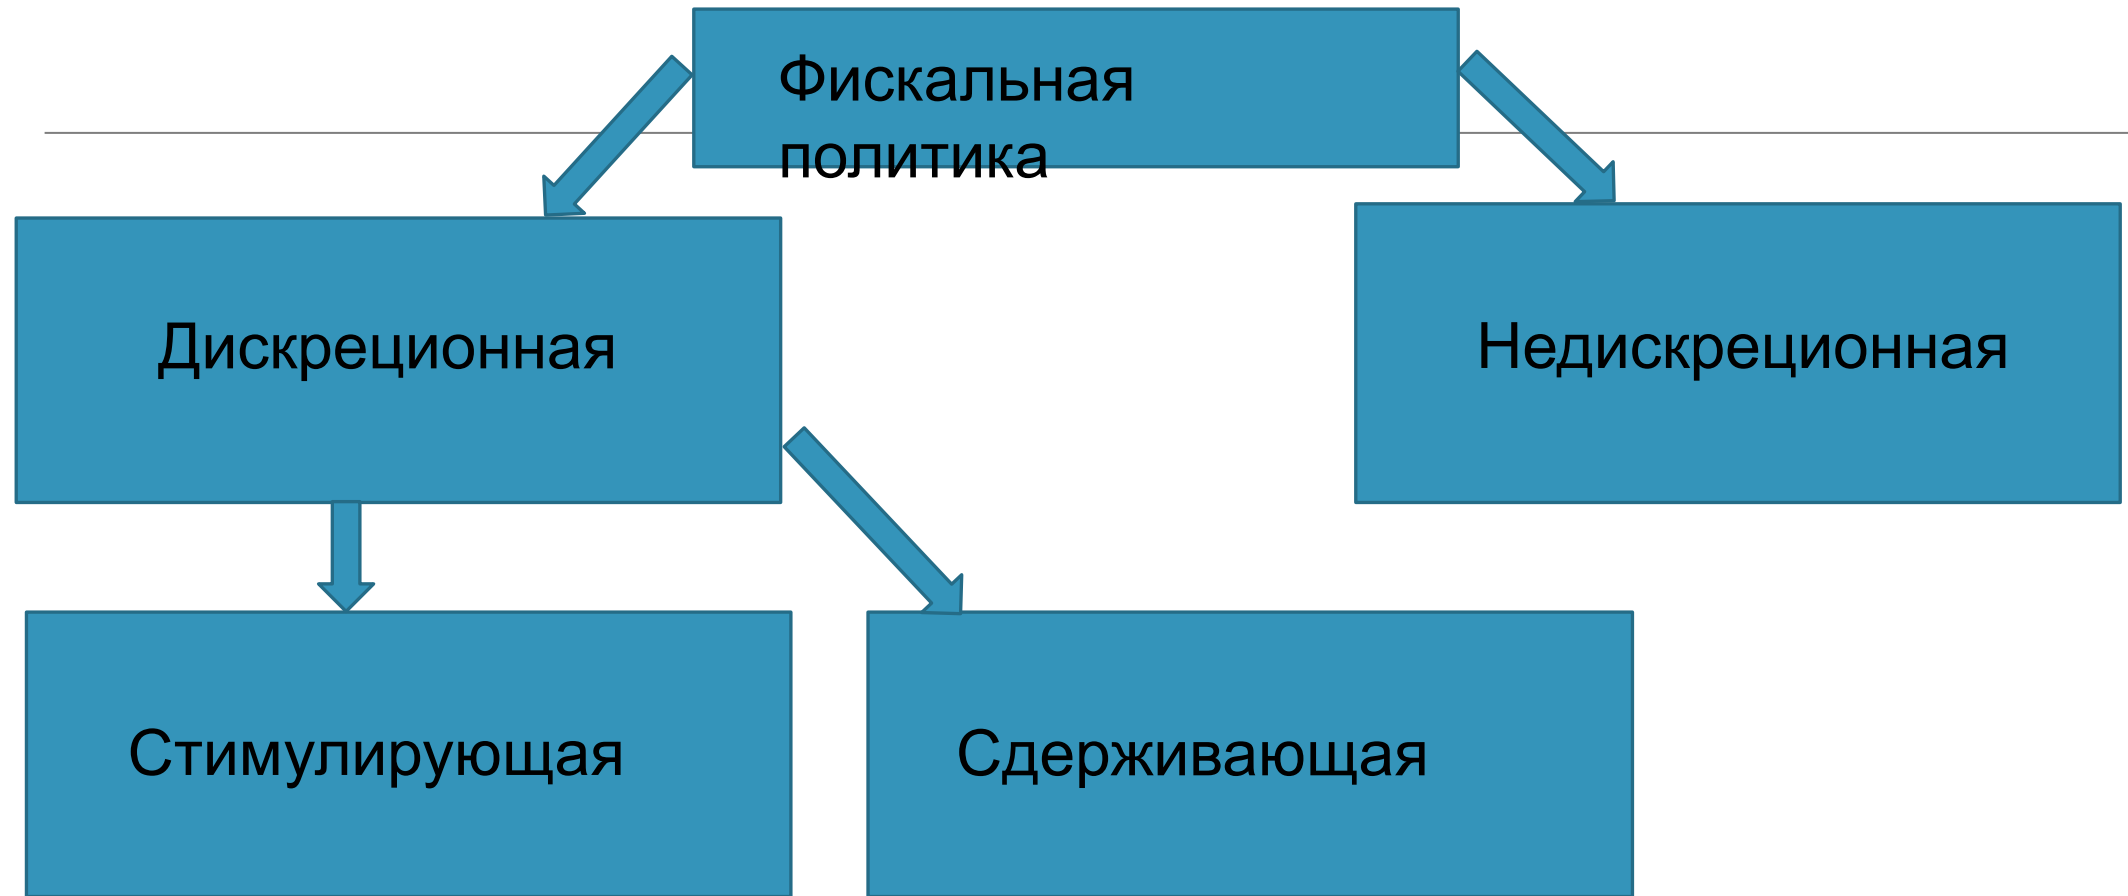 Фискальная
политика
Дискреционная
Недискреционная
Стимулирующая
Сдерживающая